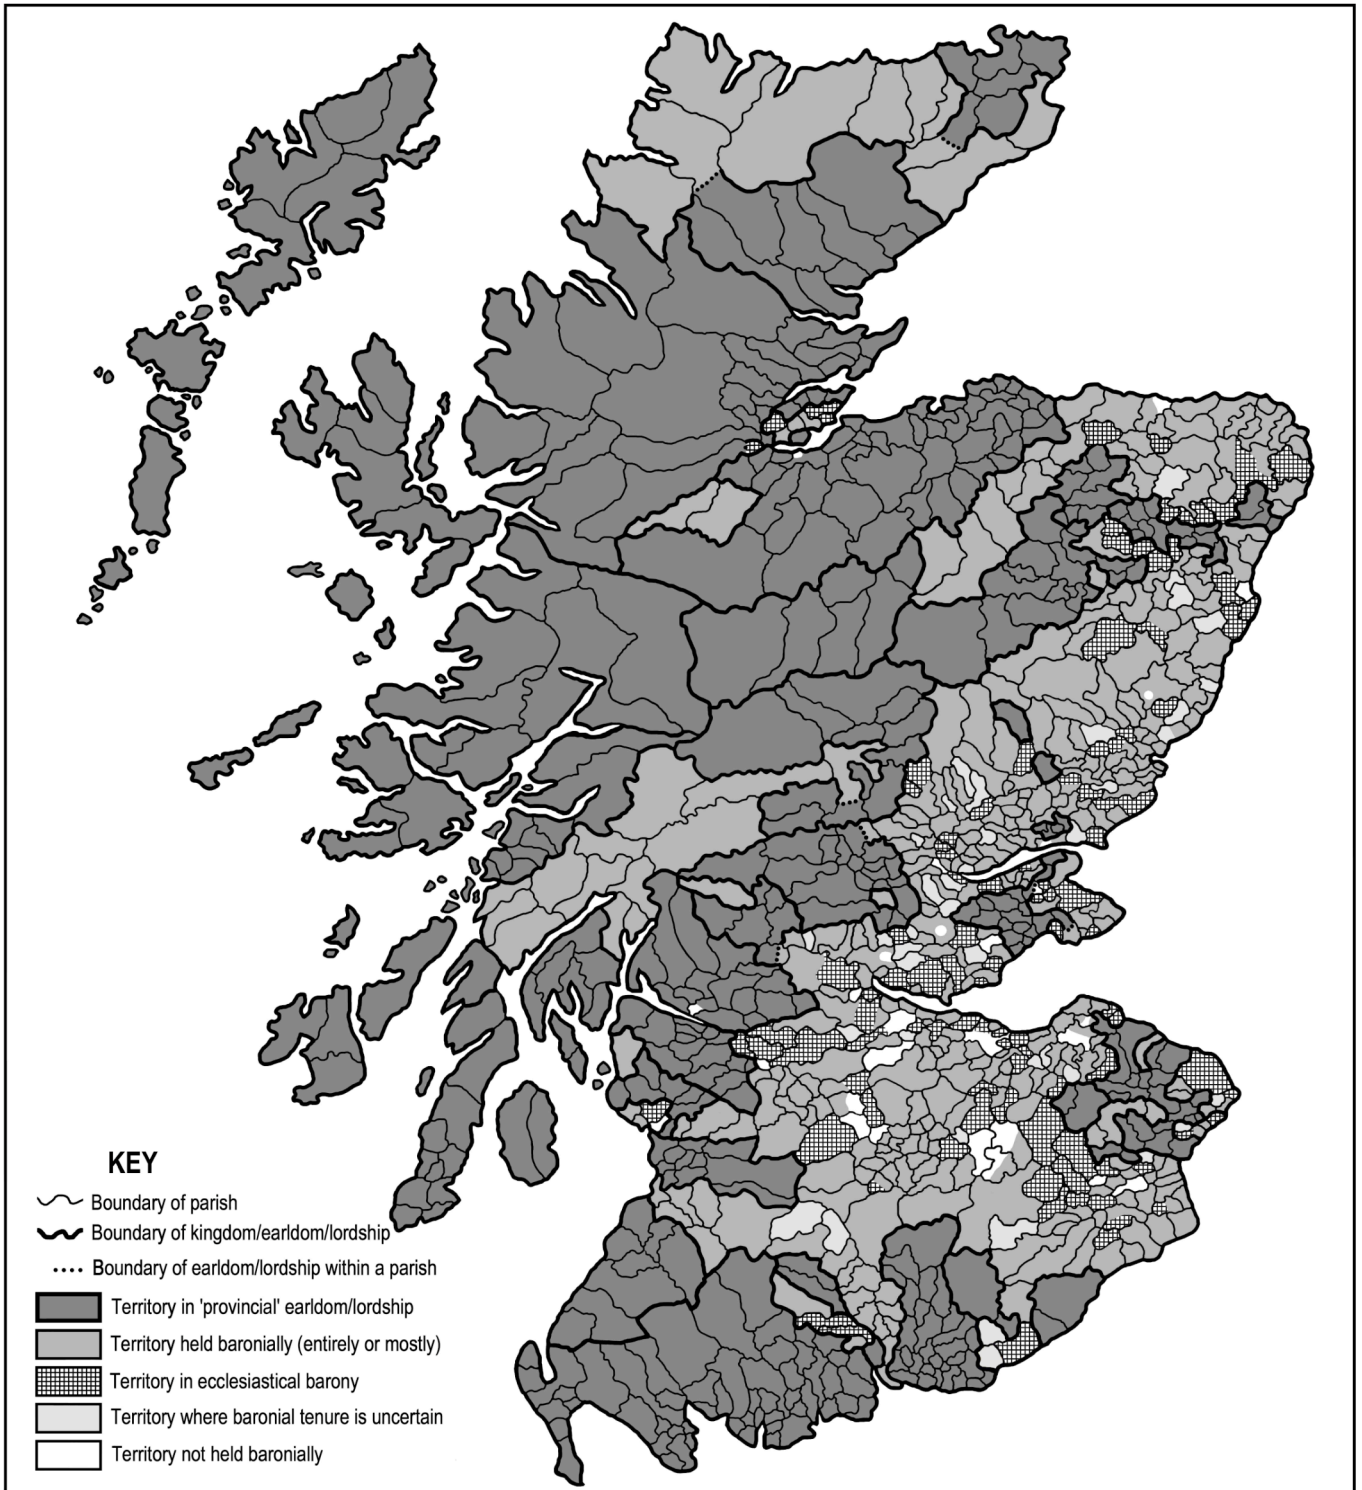 KEY
Boundary of parish
Boundary of kingdom/earldom/lordship
Boundary of earldom/lordship within a parish
Territory in 'provincial' earldom/lordship
Territory held baronially (entirely or mostly)
Territory in ecclesiastical barony
Territory where baronial tenure is uncertain
Territory not held baronially